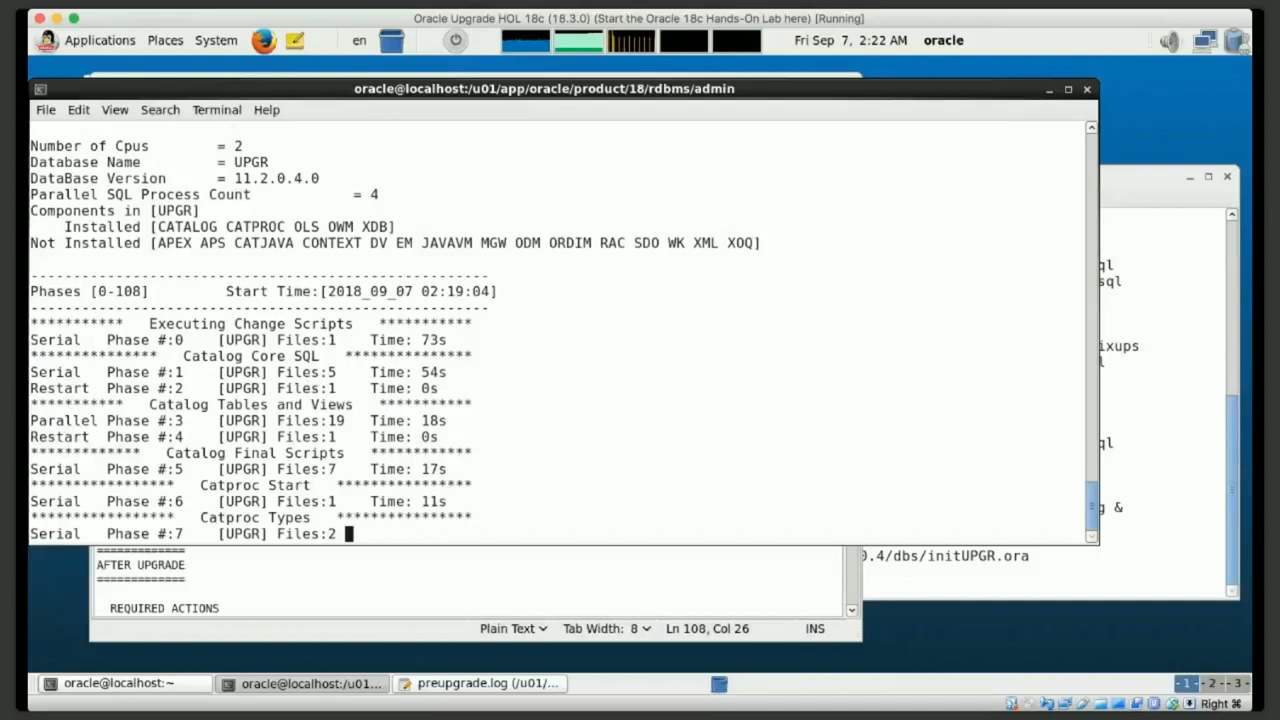 Oracle Upgrade HOL 18c (18.3.0) (Start the Oracle 18c Hands-On Lab here) [Running]
Applications Places System en Fri Sep 7, 2:22 AM oracle
oracle@localhost:/u01/app/oracle/product/18/rdbms/admin
File Edit View Search Terminal Help
Number of Cpus = 2
Database Name = UPGR
DataBase Version = 11.2.0.4.0
Parallel SQL Process Count = 4
Components in [UPGR]
Installed [CATALOG CATPROC OLS OWM XDB]
Not Installed [APEX APS CATJAVA CONTEXT DV EM JAVAVM MGW ODM ORDIM RAC SDO WK XML XOQ]
------------------------------------------------------
Phases [0-108] Start Time:[2018_09_07 02:19:04]
------------------------------------------------------
*********** Executing Change Scripts ***********
Serial Phase #:0 [UPGR] Files:1 Time: 73s
*************** Catalog Core SQL ***************
Serial Phase #:1 [UPGR] Files:5 Time: 54s
Restart Phase #:2 [UPGR] Files:1 Time: 0s
*********** Catalog Tables and Views ***********
Parallel Phase #:3 [UPGR] Files:19 Time: 18s
Restart Phase #:4 [UPGR] Files:1 Time: 0s
************* Catalog Final Scripts ************
Serial Phase #:5 [UPGR] Files:7 Time: 17s
***************** Catproc Start ****************
Serial Phase #:6 [UPGR] Files:1 Time: 11s
***************** Catproc Types ****************
Serial Phase #:7 [UPGR] Files:2
ql
sql
ixups
l
ql
g &
0.4/dbs/initUPGR.ora
=============
AFTER UPGRADE
=============
REQUIRED ACTIONS
Plain Text Tab Width: 8 Ln 108, Col 26 INS
oracle@localhost:~ oracle@localhost:/u01... preupgrade.log (/u01/... - 1 - - 2 - - 3 -
Right ⌘